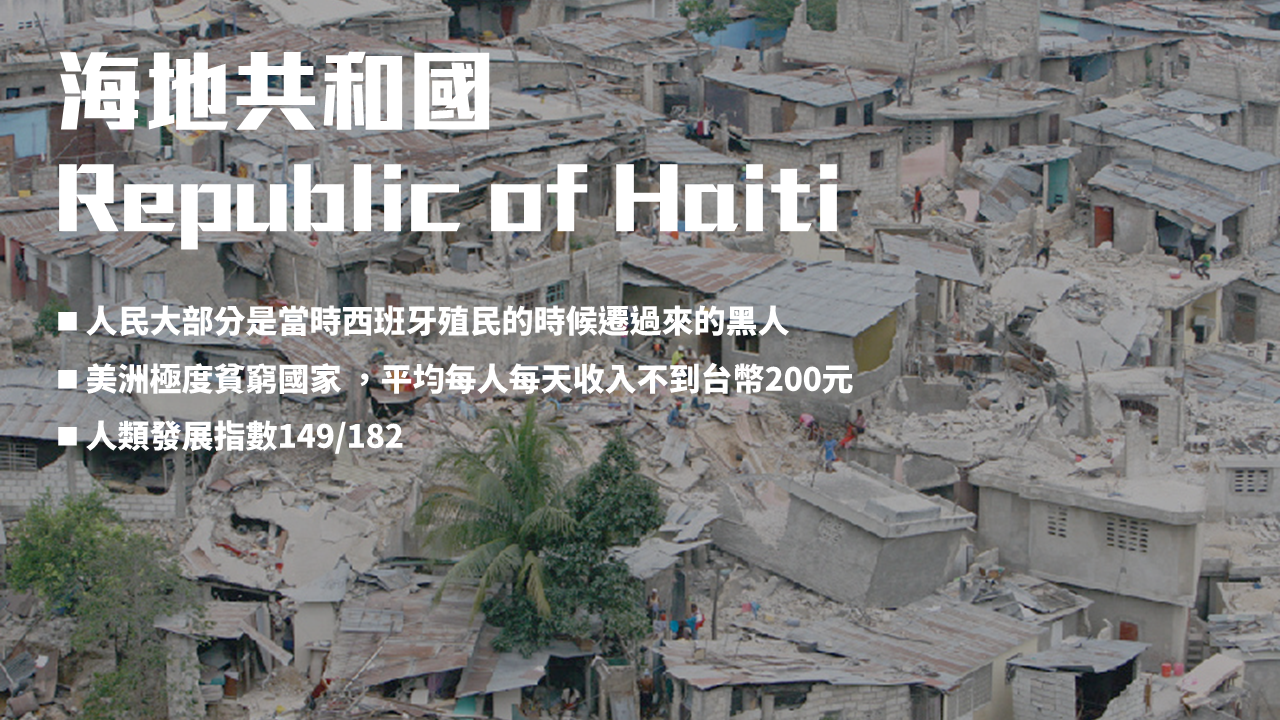 海地共和國
Republic of Haiti
■ 人民大部分是當時西班牙殖民的時候遷過來的黑人
■ 美洲極度貧窮國家 ，平均每人每天收入不到台幣200元
■ 人類發展指數149/182